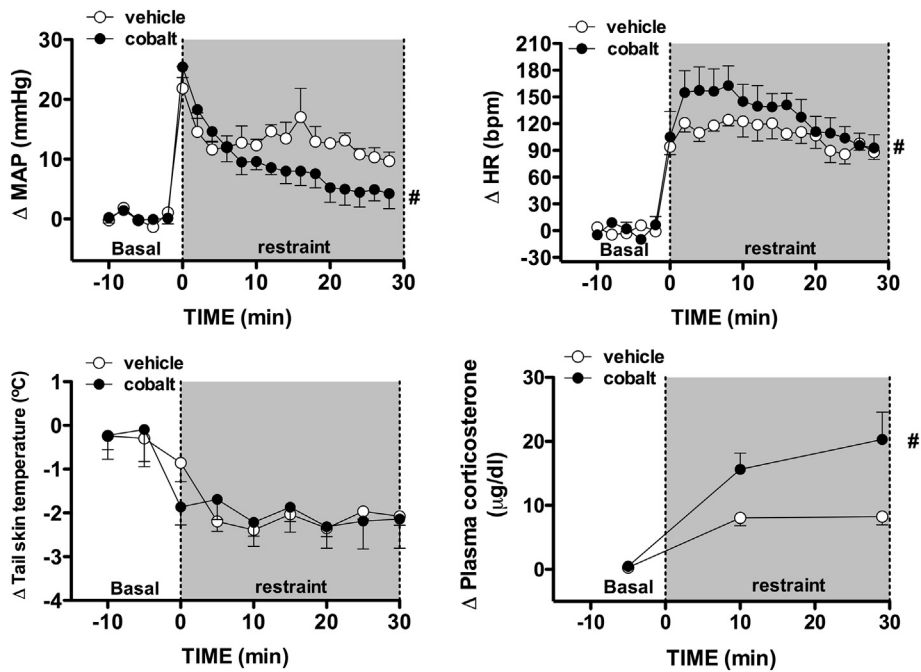 vehicle
cobalt
Δ MAP (mmHg)
30
20
10
0
#
Basal
restraint
-10
0
10
20
30
TIME (min)
vehicle
cobalt
Δ HR (bpm)
210
180
150
120
90
60
30
0
-30
#
Basal
restraint
-10
0
10
20
30
TIME (min)
vehicle
cobalt
Δ Tail skin temperature (ºC)
1
0
-1
-2
-3
-4
Basal
restraint
-10
0
10
20
30
TIME (min)
vehicle
cobalt
Δ Plasma corticosterone
(μg/dl)
30
20
10
0
#
Basal
restraint
-10
0
10
20
30
TIME (min)